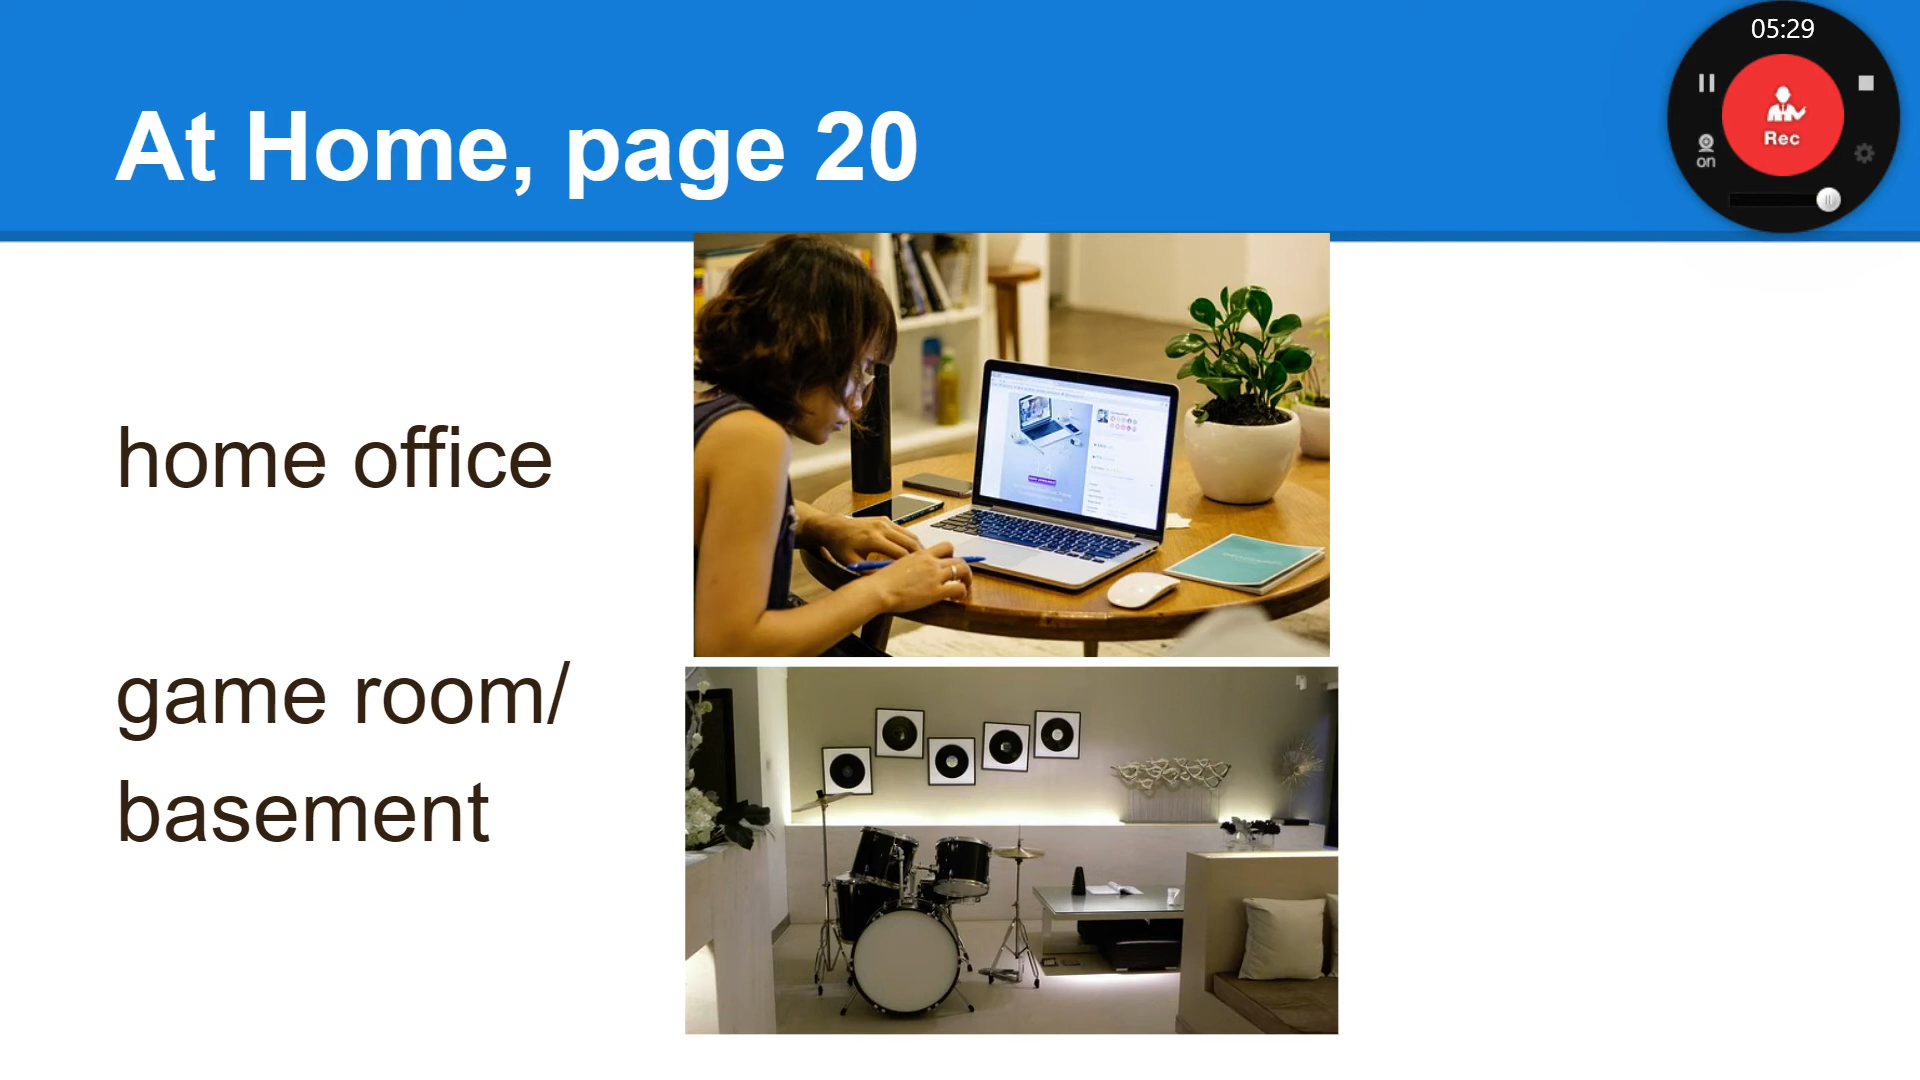 05:29
Rec
on
At Home, page 20
home office
game room/
basement